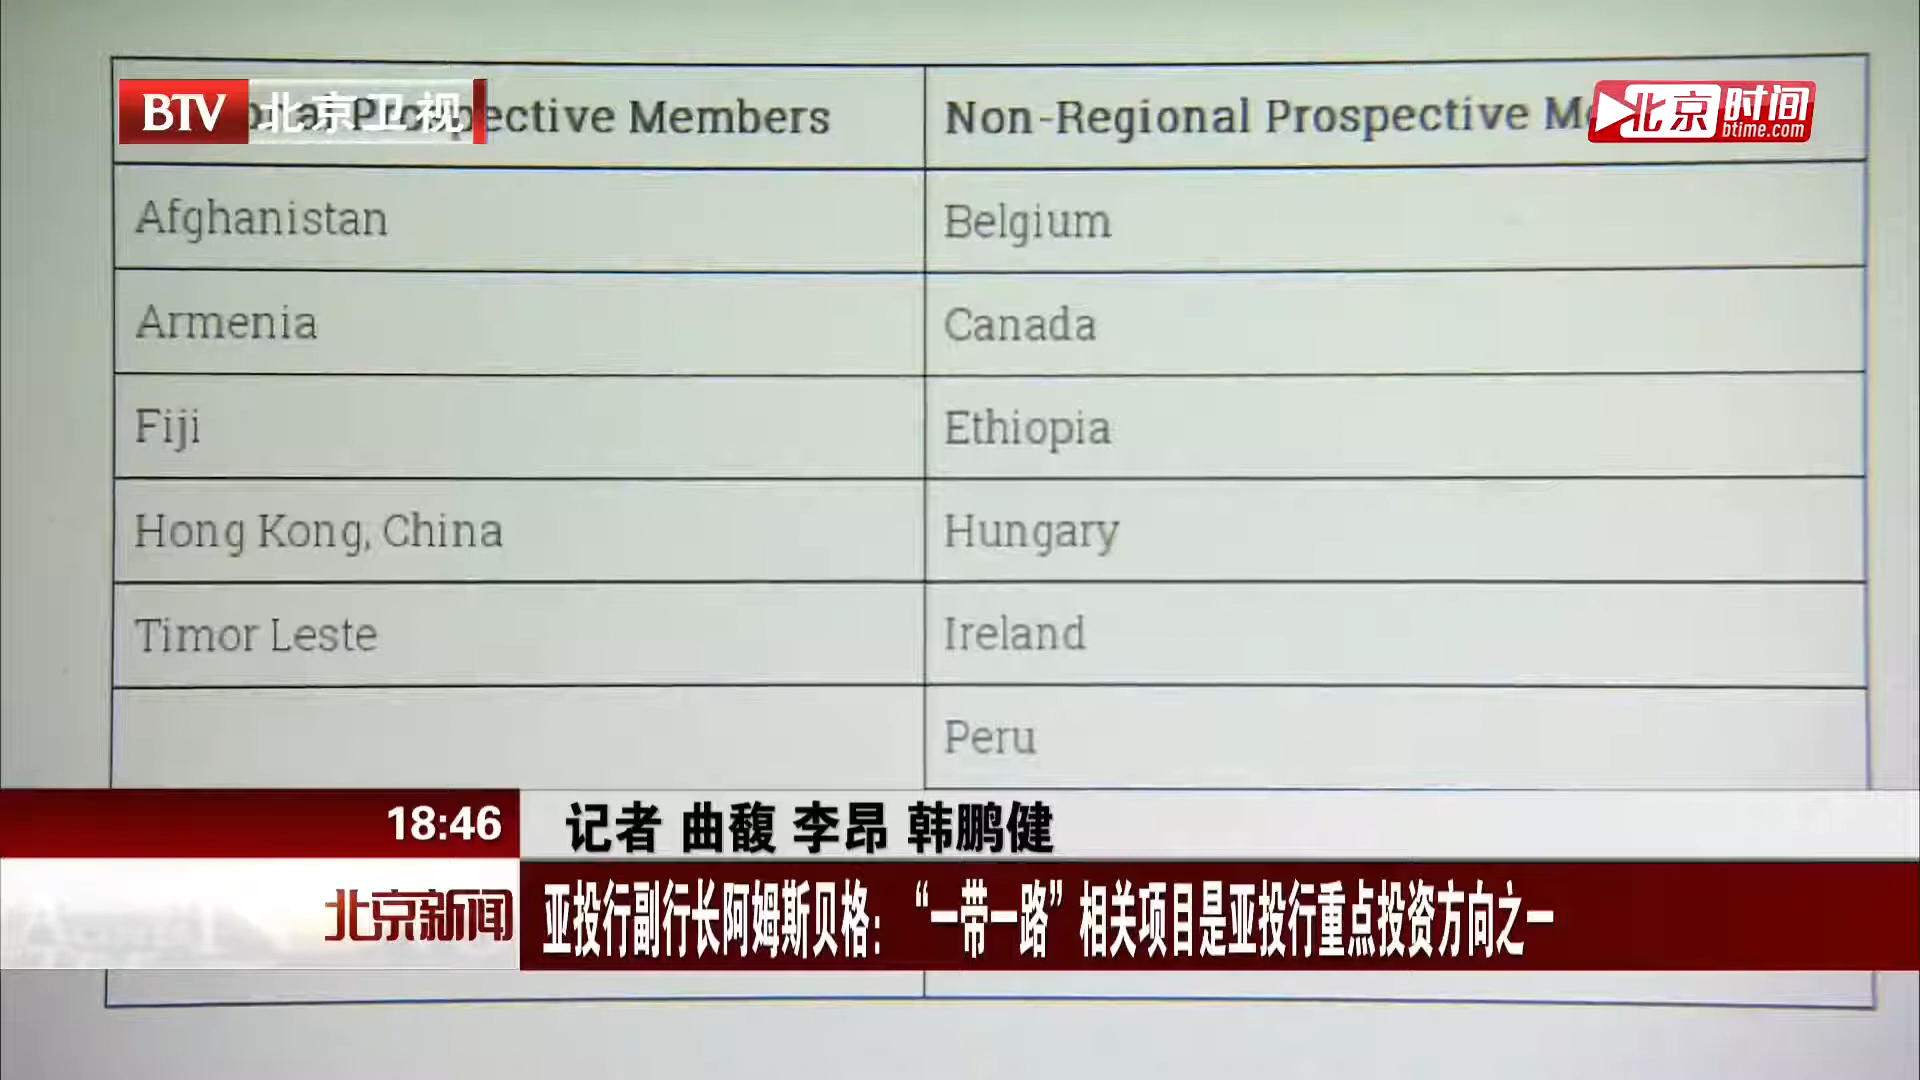 BTV 北京卫视
北京时间
btime.com
Prospective Members
Non-Regional Prospective
Afghanistan
Belgium
Armenia
Canada
Fiji
Ethiopia
Hong Kong, China
Hungary
Timor Leste
Ireland
Peru
18:46
记者 曲馥 李昂 韩鹏健
北京新闻
亚投行副行长阿姆斯贝格：“一带一路”相关项目是亚投行重点投资方向之一